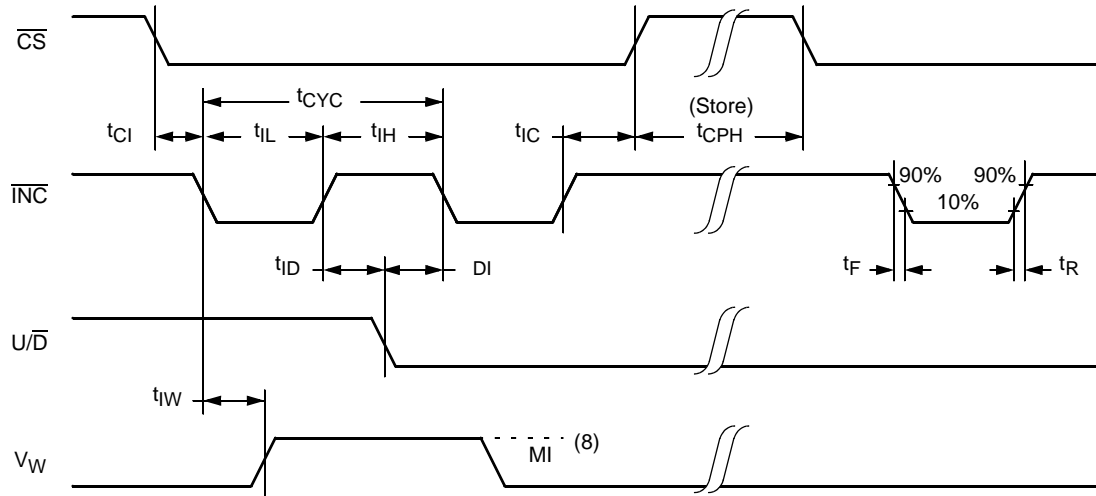 CS
tCYC
(Store)
tCI tIL tIH tIC tCPH
INC
90% 90%
10%
tID DI tF tR
U/D
tIW
(8)
MI
VW